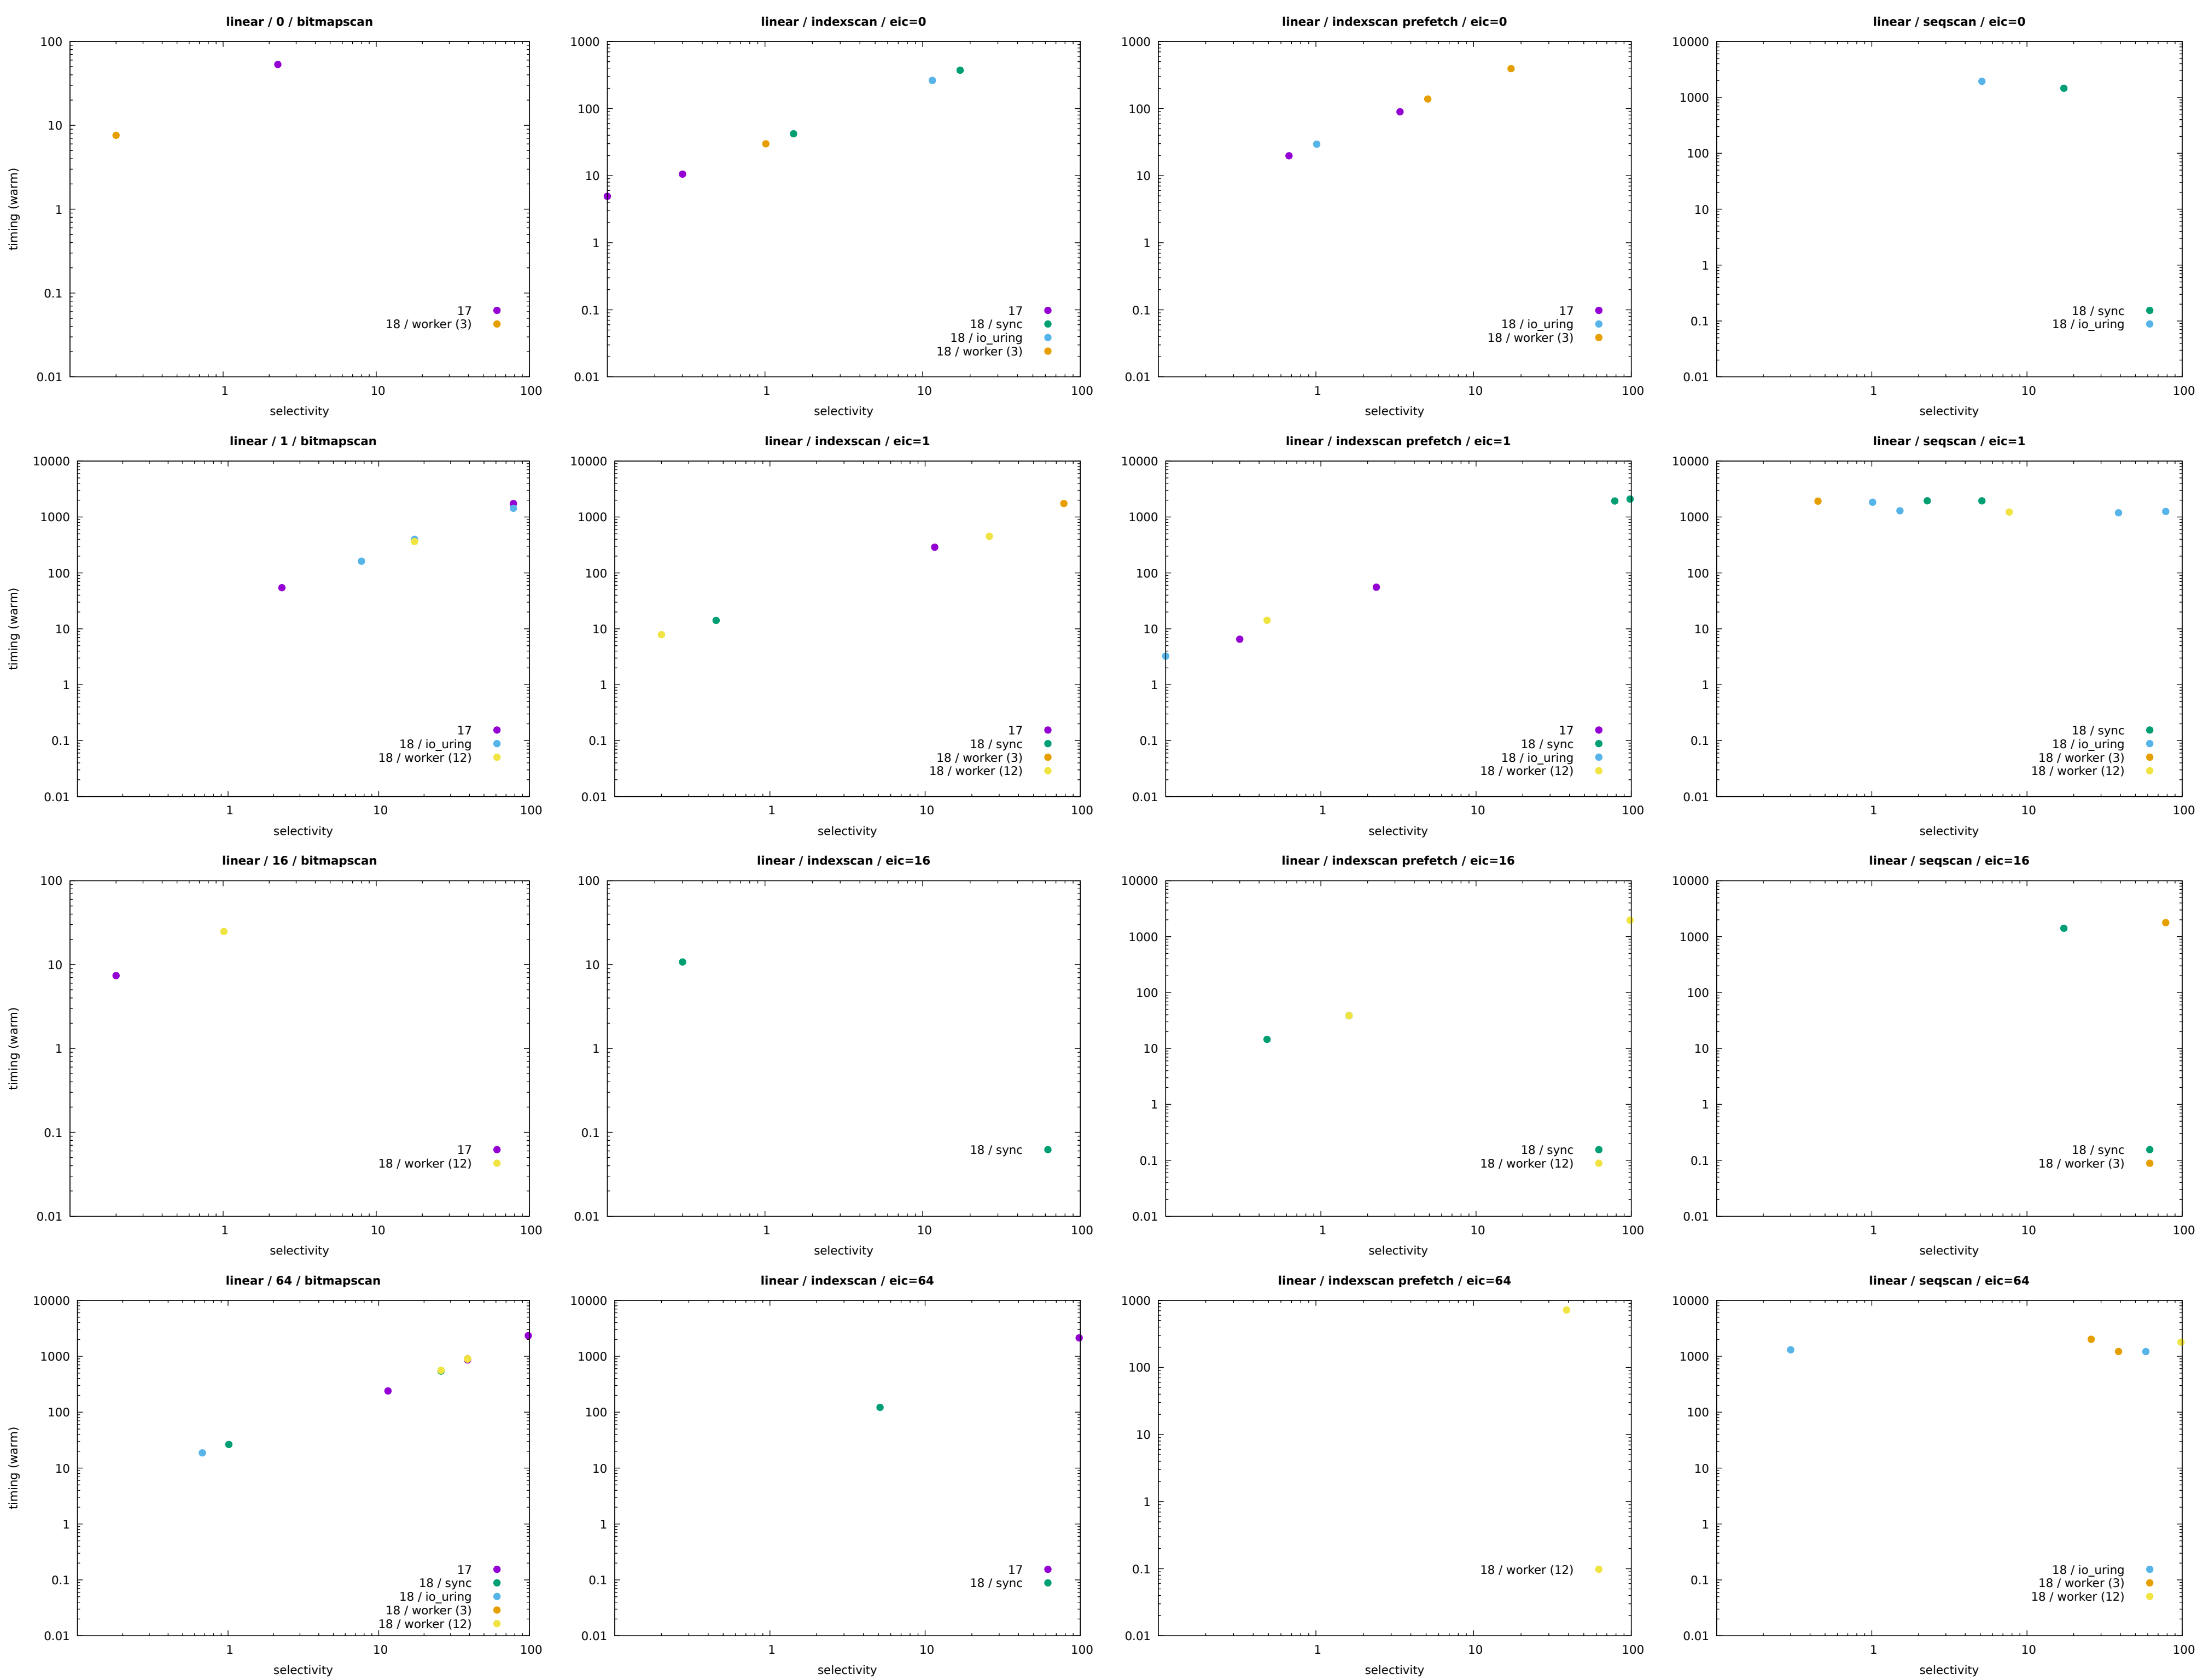 linear / 0 / bitmapscan
timing (warm)
100
10
1
0.1
0.01
1 10 100
selectivity
17
18 / worker (3)
linear / indexscan / eic=0
1000
100
10
1
0.1
0.01
1 10 100
selectivity
17
18 / sync
18 / io_uring
18 / worker (3)
linear / indexscan prefetch / eic=0
1000
100
10
1
0.1
0.01
1 10 100
selectivity
17
18 / io_uring
18 / worker (3)
linear / seqscan / eic=0
10000
1000
100
10
1
0.1
0.01
1 10 100
selectivity
18 / sync
18 / io_uring
linear / 1 / bitmapscan
timing (warm)
10000
1000
100
10
1
0.1
0.01
1 10 100
selectivity
17
18 / io_uring
18 / worker (12)
linear / indexscan / eic=1
10000
1000
100
10
1
0.1
0.01
1 10 100
selectivity
17
18 / sync
18 / worker (3)
18 / worker (12)
linear / indexscan prefetch / eic=1
10000
1000
100
10
1
0.1
0.01
1 10 100
selectivity
17
18 / sync
18 / io_uring
18 / worker (12)
linear / seqscan / eic=1
10000
1000
100
10
1
0.1
0.01
1 10 100
selectivity
18 / sync
18 / io_uring
18 / worker (3)
18 / worker (12)
linear / 16 / bitmapscan
timing (warm)
100
10
1
0.1
0.01
1 10 100
selectivity
17
18 / worker (12)
linear / indexscan / eic=16
100
10
1
0.1
0.01
1 10 100
selectivity
18 / sync
linear / indexscan prefetch / eic=16
10000
1000
100
10
1
0.1
0.01
1 10 100
selectivity
18 / sync
18 / worker (12)
linear / seqscan / eic=16
10000
1000
100
10
1
0.1
0.01
1 10 100
selectivity
18 / sync
18 / worker (3)
linear / 64 / bitmapscan
timing (warm)
10000
1000
100
10
1
0.1
0.01
1 10 100
selectivity
17
18 / sync
18 / io_uring
18 / worker (3)
18 / worker (12)
linear / indexscan / eic=64
10000
1000
100
10
1
0.1
0.01
1 10 100
selectivity
17
18 / sync
linear / indexscan prefetch / eic=64
1000
100
10
1
0.1
0.01
1 10 100
selectivity
18 / worker (12)
linear / seqscan / eic=64
10000
1000
100
10
1
0.1
0.01
1 10 100
selectivity
18 / io_uring
18 / worker (3)
18 / worker (12)